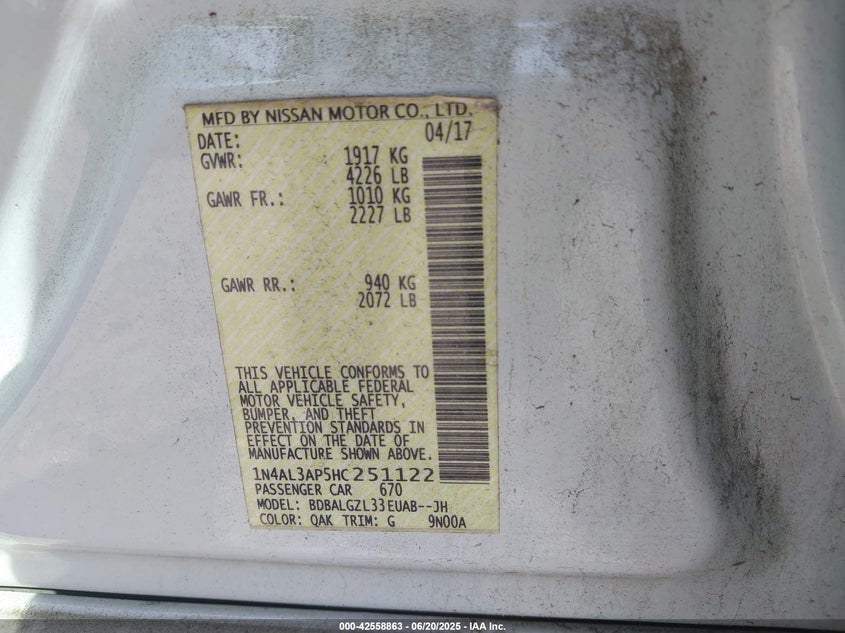 MFD BY NISSAN MOTOR CO., LTD.
DATE: 04/17
GVWR: 1917 KG
4226 LB
GAWR FR.: 1010 KG
2227 LB
GAWR RR.: 940 KG
2072 LB
THIS VEHICLE CONFORMS TO
ALL APPLICABLE FEDERAL
MOTOR VEHICLE SAFETY,
BUMPER, AND THEFT
PREVENTION STANDARDS IN
EFFECT ON THE DATE OF
MANUFACTURE SHOWN ABOVE.
1N4AL3AP5HC251122
PASSENGER CAR 670
MODEL: BDBALGZL33EUAB--JH
COLOR: QAK TRIM: G 9N00A
000-42558863 - 06/20/2025 - IAA Inc.